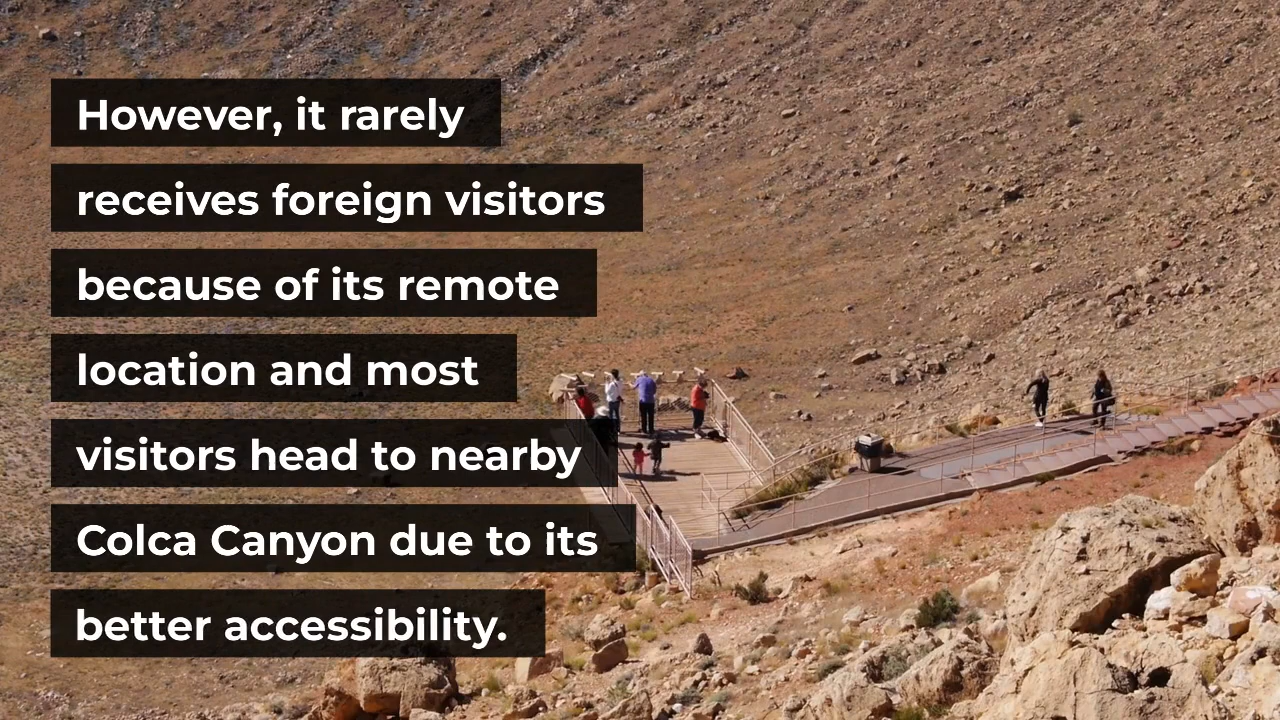 However, it rarely
receives foreign visitors
because of its remote
location and most
visitors head to nearby
Colca Canyon due to its
better accessibility.